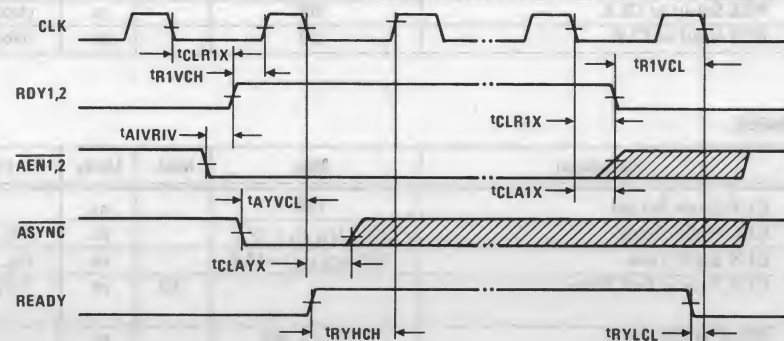 CLK
tCLR1X
tR1VCH
tR1VCL
RDY1,2
tAIVRIV
tCLR1X
AEN1,2
tAYVCL
tCLA1X
ASYNC
tCLAYX
READY
tRYHCH
tRYLCL